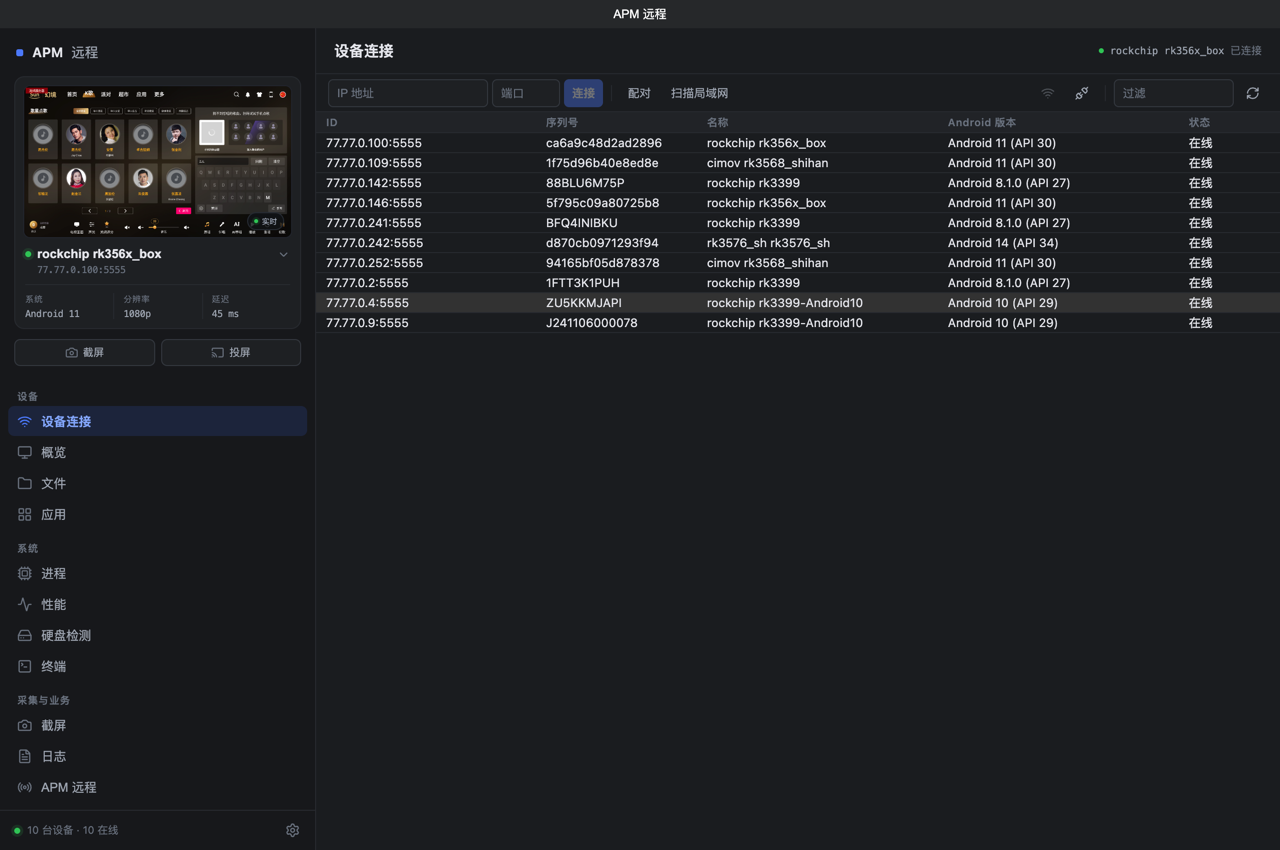 APM 远程
APM 远程
首页
派对
超市
应用
更多
实时
rockchip rk356x_box
77.77.0.100:5555
系统 分辨率 延迟
Android 11 1080p 45 ms
截屏 投屏
设备
设备连接
概览
文件
应用
系统
进程
性能
硬盘检测
终端
采集与业务
截屏
日志
APM 远程
10 台设备 · 10 在线
设备连接 rockchip rk356x_box 已连接
IP 地址 端口 连接 配对 扫描局域网 过滤
ID 序列号 名称 Android 版本 状态
77.77.0.100:5555 ca6a9c48d2ad2896 rockchip rk356x_box Android 11 (API 30) 在线
77.77.0.109:5555 1f75d96b40e8ed8e cimov rk3568_shihan Android 11 (API 30) 在线
77.77.0.142:5555 88BLU6M75P rockchip rk3399 Android 8.1.0 (API 27) 在线
77.77.0.146:5555 5f795c09a80725b8 rockchip rk356x_box Android 11 (API 30) 在线
77.77.0.241:5555 BFQ4INIBKU rockchip rk3399 Android 8.1.0 (API 27) 在线
77.77.0.242:5555 d870cb0971293f94 rk3576_sh rk3576_sh Android 14 (API 34) 在线
77.77.0.252:5555 94165bf05d878378 cimov rk3568_shihan Android 11 (API 30) 在线
77.77.0.2:5555 1FTT3K1PUH rockchip rk3399 Android 8.1.0 (API 27) 在线
77.77.0.4:5555 ZU5KKMJAPI rockchip rk3399-Android10 Android 10 (API 29) 在线
77.77.0.9:5555 J241106000078 rockchip rk3399-Android10 Android 10 (API 29) 在线